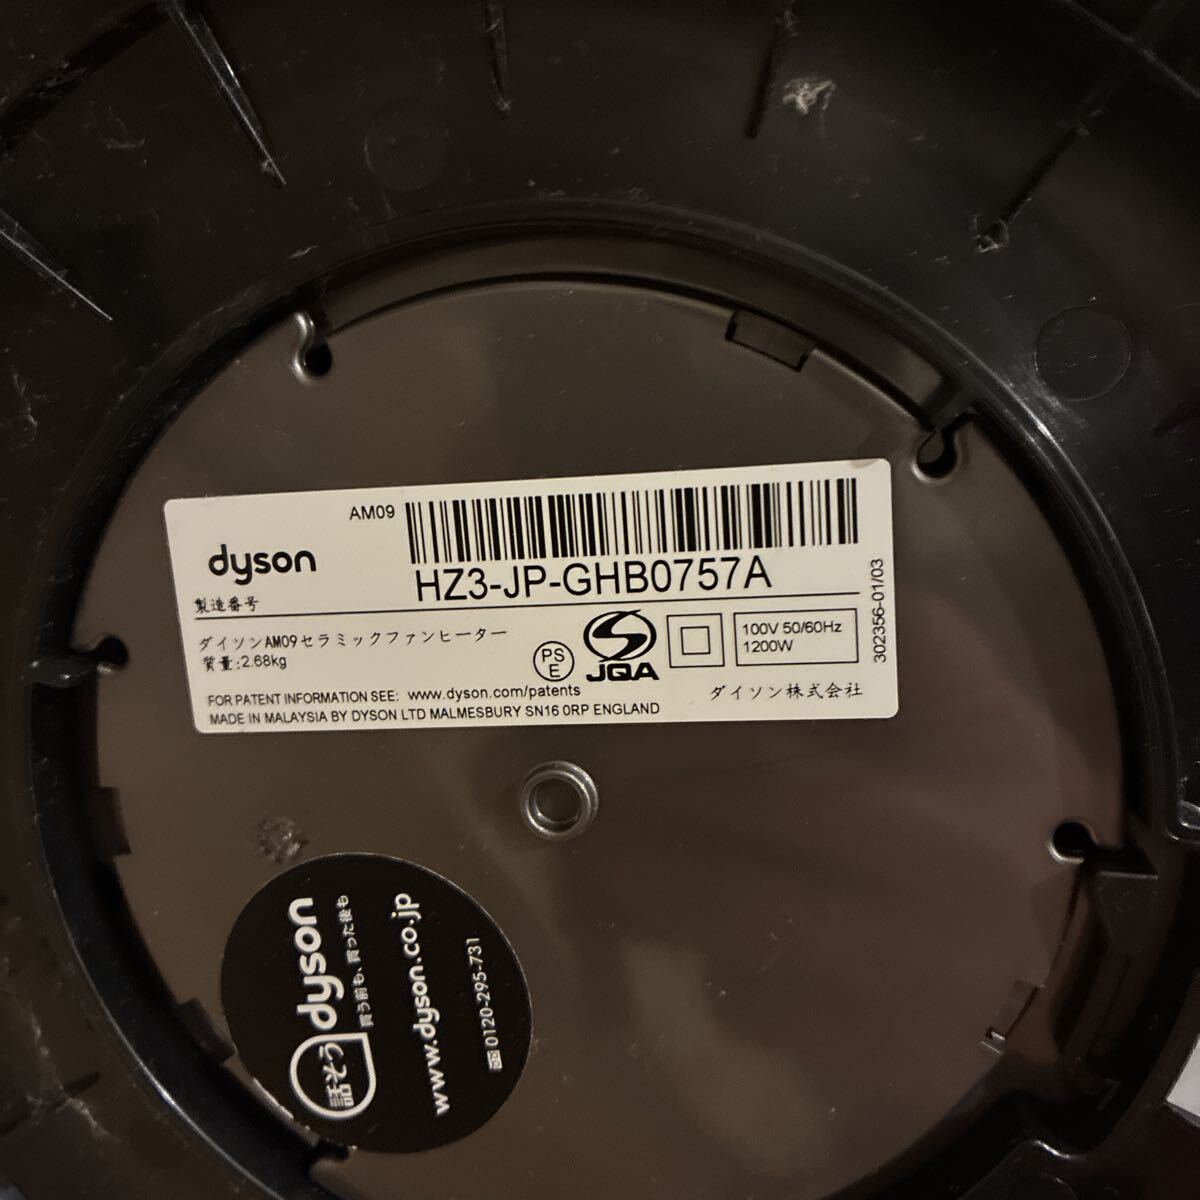 AM09
dyson
HZ3-JP-GHB0757A
製造番号
ダイソンAM09セラミックファンヒーター
質量:2.68kg
PS
E
JQA
100V 50/60Hz
1200W
302356-01/03
FOR PATENT INFORMATION SEE: www.dyson.com/patents
ダイソン株式会社
MADE IN MALAYSIA BY DYSON LTD MALMESBURY SN16 0RP ENGLAND
話そう dyson
買う前も、買った後も
www.dyson.co.jp
0120-295-731